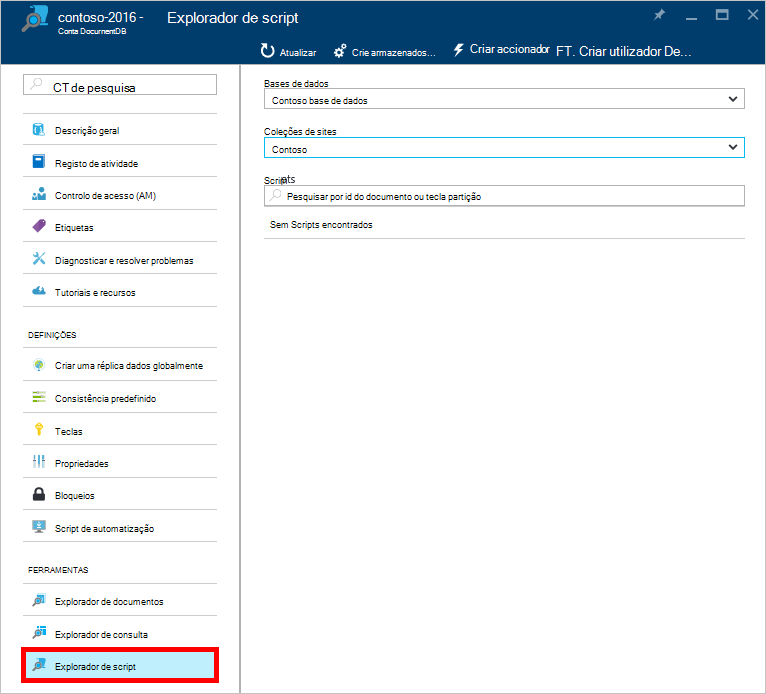 contoso-2016 -
Conta DocumentDB
Explorador de script
Atualizar
Crie armazenados...
Criar accionador
FT. Criar utilizador De...
CT de pesquisa
Descrição geral
Registo de atividade
Controlo de acesso (AM)
Etiquetas
Diagnosticar e resolver problemas
Tutoriais e recursos
DEFINIÇÕES
Criar uma réplica dados globalmente
Consistência predefinido
Teclas
Propriedades
Bloqueios
Script de automatização
FERRAMENTAS
Explorador de documentos
Explorador de consulta
Explorador de script
Bases de dados
Contoso base de dados
Coleções de sites
Contoso
Scripts
Pesquisar por id do documento ou tecla partição
Sem Scripts encontrados